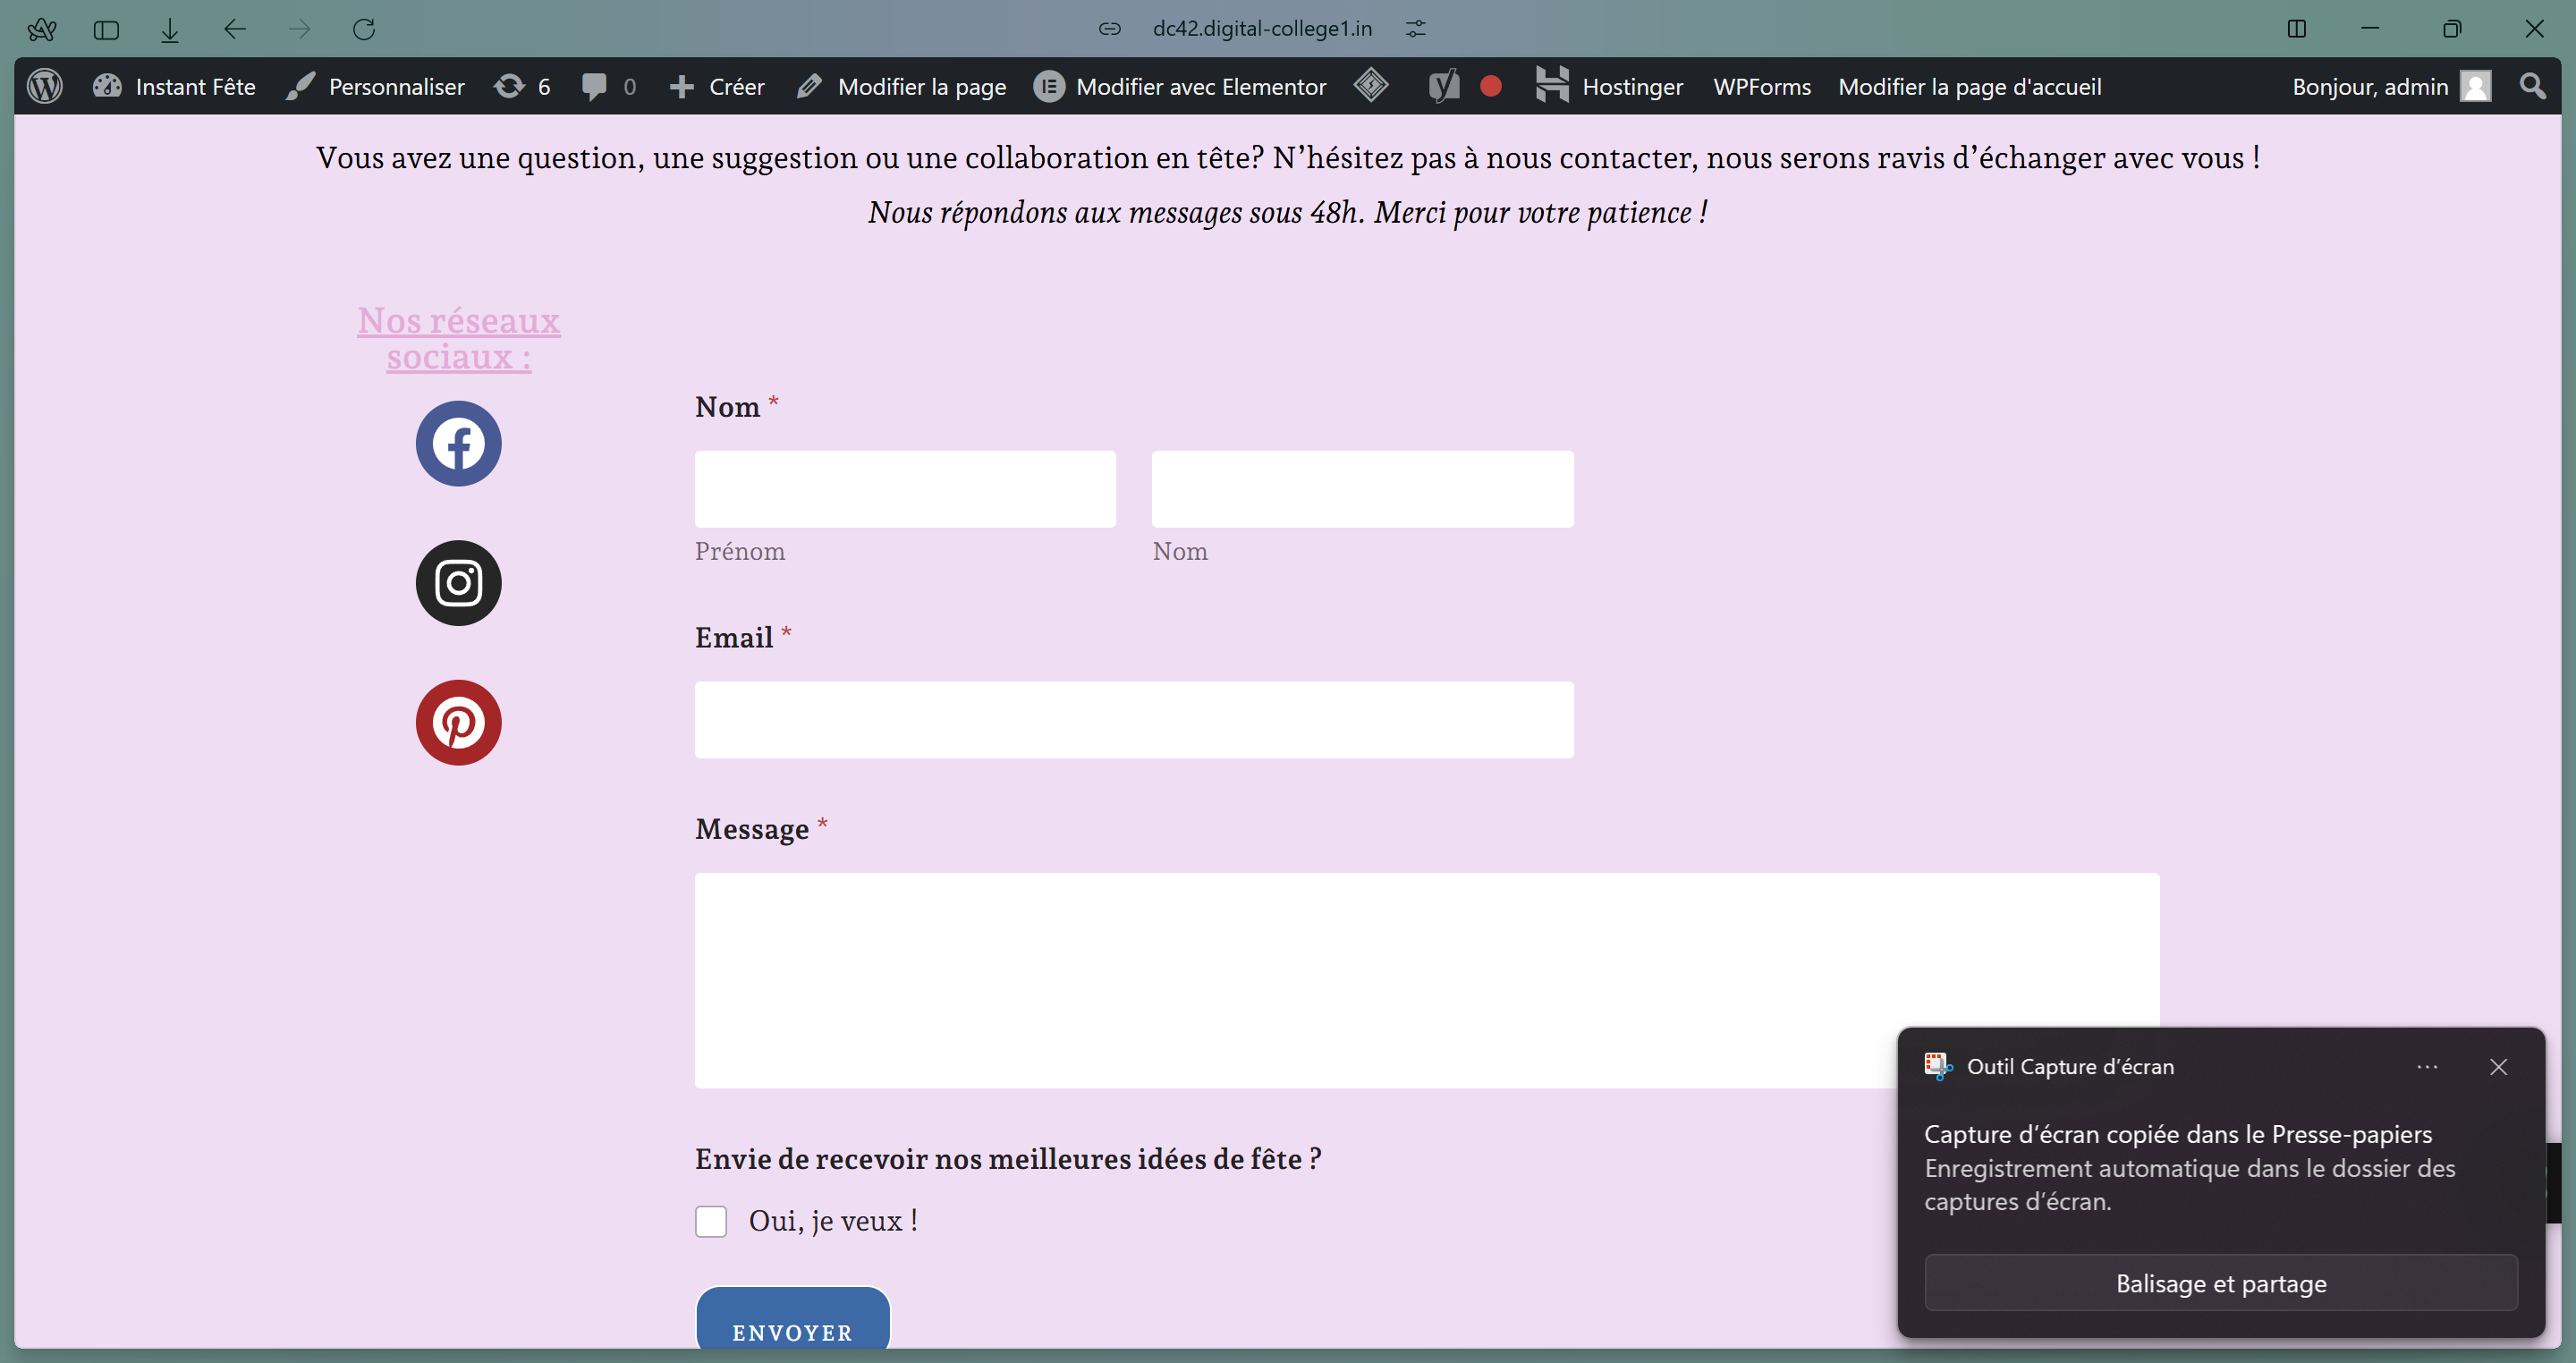 dc42.digital-college1.in
Instant Fête Personnaliser 6 0 Créer Modifier la page Modifier avec Elementor Hostinger WPForms Modifier la page d'accueil Bonjour, admin
Vous avez une question, une suggestion ou une collaboration en tête? N’hésitez pas à nous contacter, nous serons ravis d’échanger avec vous !
Nous répondons aux messages sous 48h. Merci pour votre patience !
Nos réseaux
sociaux :
Nom *
Prénom Nom
Email *
Message *
Envie de recevoir nos meilleures idées de fête ?
Oui, je veux !
ENVOYER
Outil Capture d’écran
Capture d’écran copiée dans le Presse-papiers
Enregistrement automatique dans le dossier des
captures d’écran.
Balisage et partage